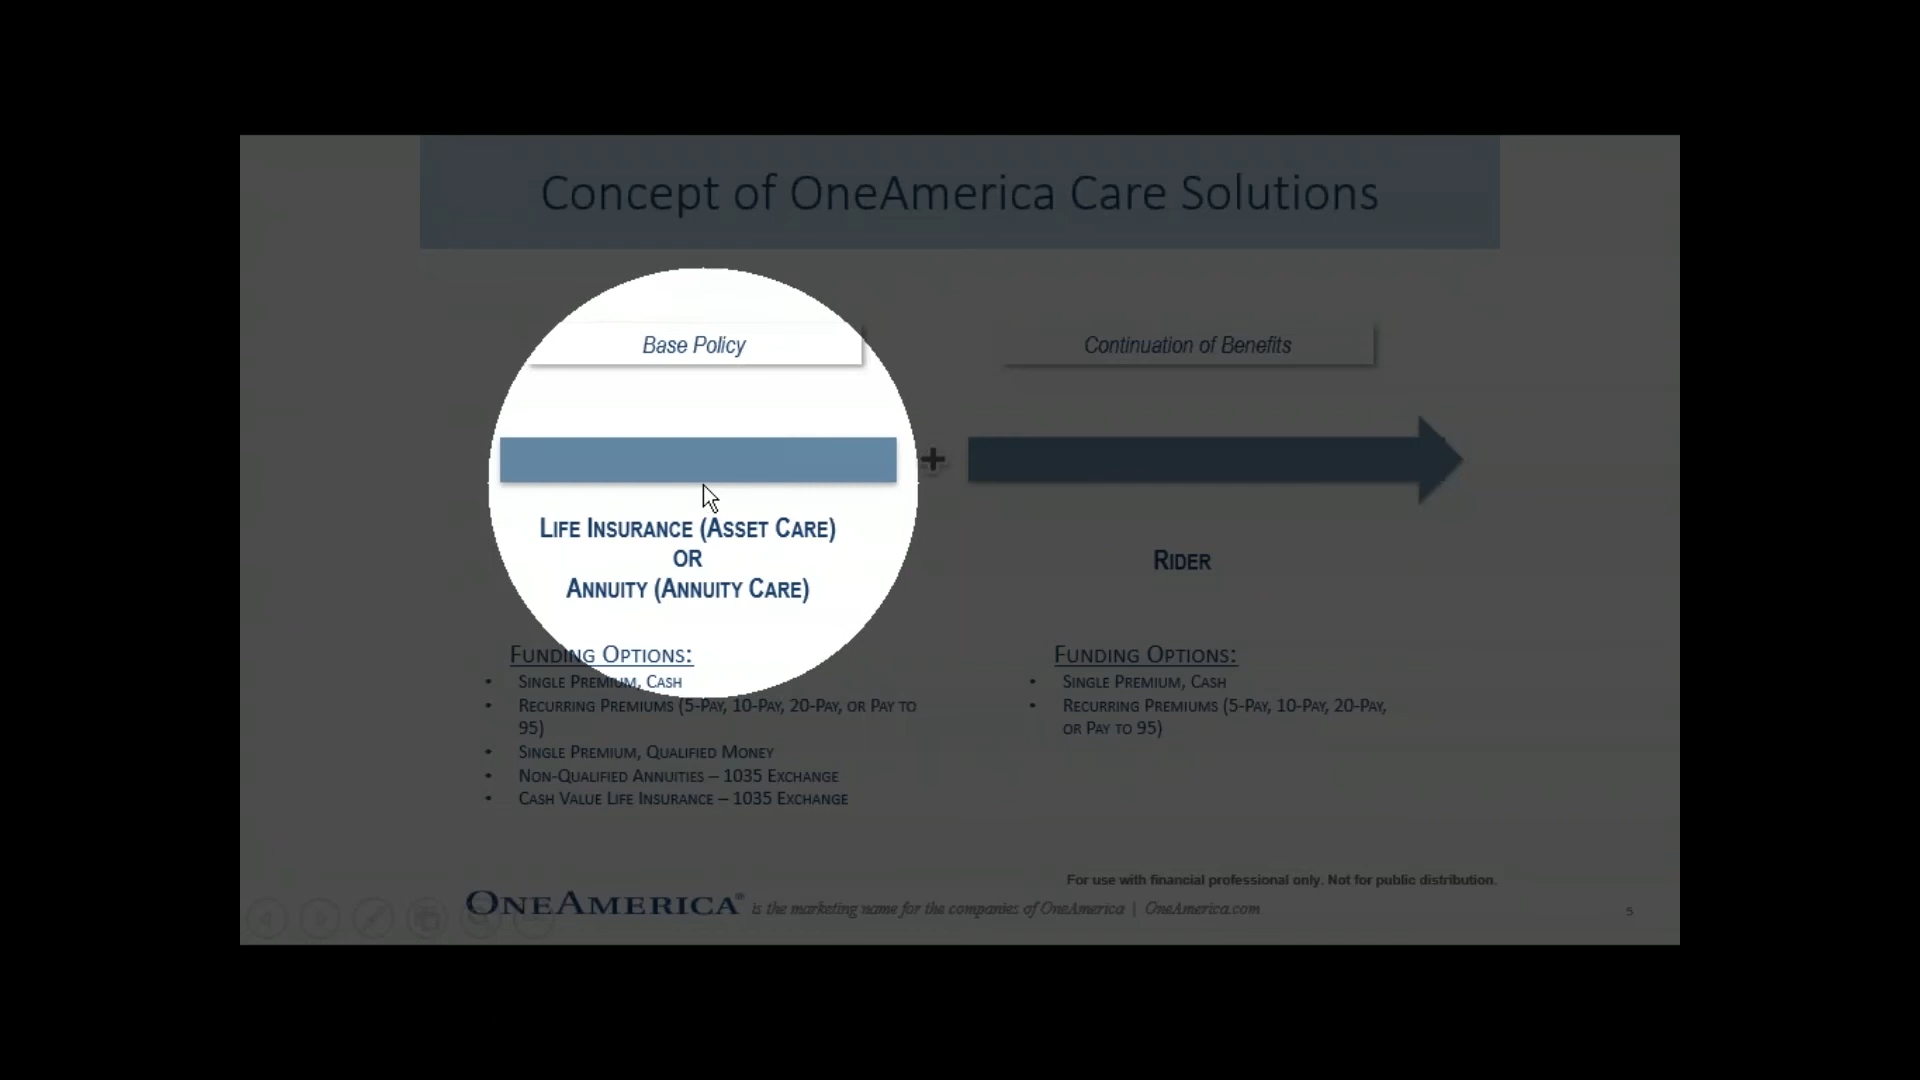 Concept of OneAmerica Care Solutions
Base Policy
Continuation of Benefits
+
Life Insurance (Asset Care)
or
Annuity (Annuity Care)
Rider
Funding Options:
• Single Premium, Cash
• Recurring Premiums (5-Pay, 10-Pay, 20-Pay, or Pay to
95)
• Single Premium, Qualified Money
• Non-Qualified Annuities – 1035 Exchange
• Cash Value Life Insurance – 1035 Exchange
Funding Options:
• Single Premium, Cash
• Recurring Premiums (5-Pay, 10-Pay, 20-Pay,
or Pay to 95)
For use with financial professional only. Not for public distribution.
OneAmerica® is the marketing name for the companies of OneAmerica | OneAmerica.com
5